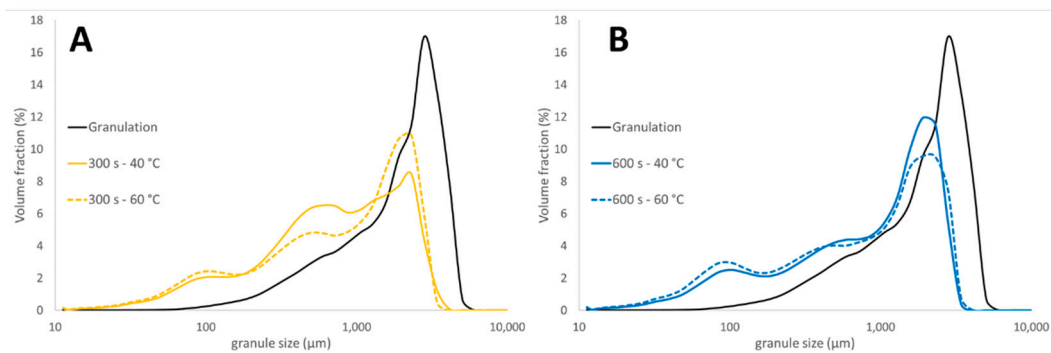 A
18
16
14
12
10
8
6
4
2
0
Volume fraction (%)
Granulation
300 s - 40 °C
300 s - 60 °C
10 100 1,000 10,000
granule size (µm)
B
18
16
14
12
10
8
6
4
2
0
Volume fraction (%)
Granulation
600 s - 40 °C
600 s - 60 °C
10 100 1,000 10,000
granule size (µm)